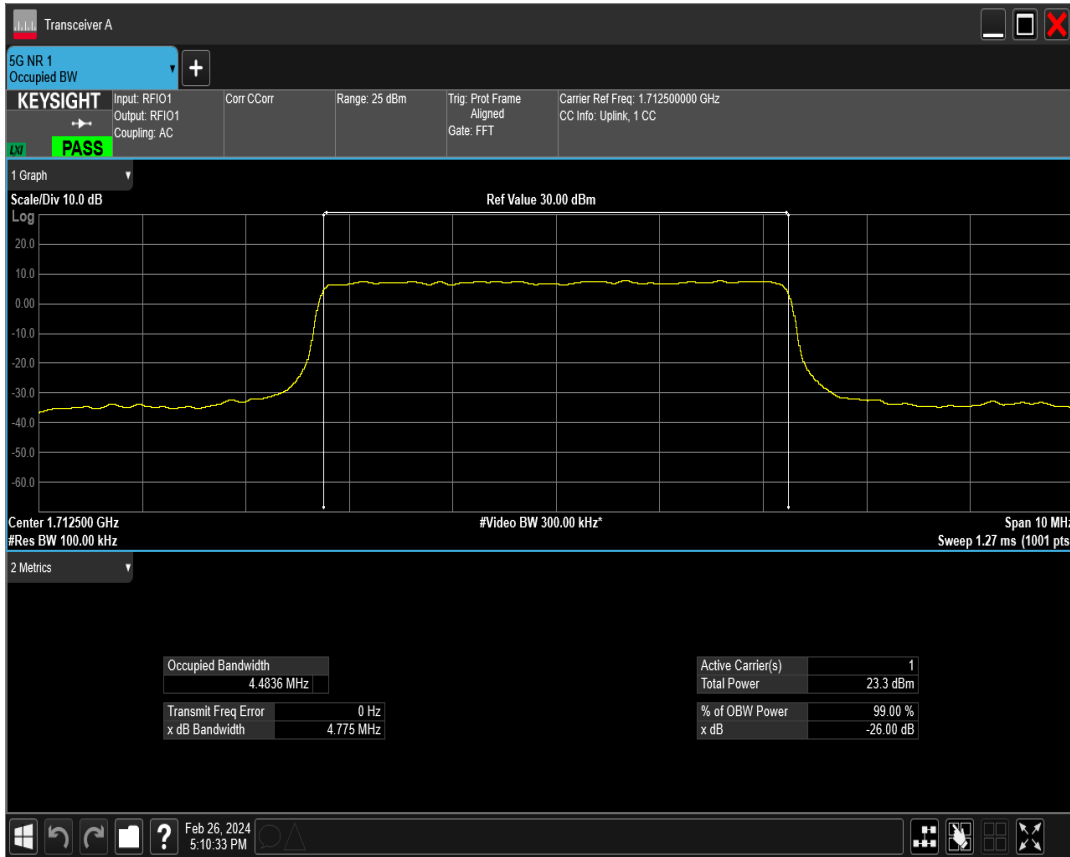 Transceiver A
5G NR 1
Occupied BW
+
KEYSIGHT
LXI
PASS
Input: RFIO1
Output: RFIO1
Coupling: AC
Corr CCorr
Range: 25 dBm
Trig: Prot Frame
Aligned
Gate: FFT
Carrier Ref Freq: 1.712500000 GHz
CC Info: Uplink, 1 CC
1 Graph
Scale/Div 10.0 dB
Ref Value 30.00 dBm
Log
20.0
10.0
0.00
-10.0
-20.0
-30.0
-40.0
-50.0
-60.0
Center 1.712500 GHz
#Video BW 300.00 kHz*
Span 10 MHz
#Res BW 100.00 kHz
Sweep 1.27 ms (1001 pts
2 Metrics
Occupied Bandwidth
4.4836 MHz
Transmit Freq Error 0 Hz
x dB Bandwidth 4.775 MHz
Active Carrier(s) 1
Total Power 23.3 dBm
% of OBW Power 99.00 %
x dB -26.00 dB
?
Feb 26, 2024
5:10:33 PM